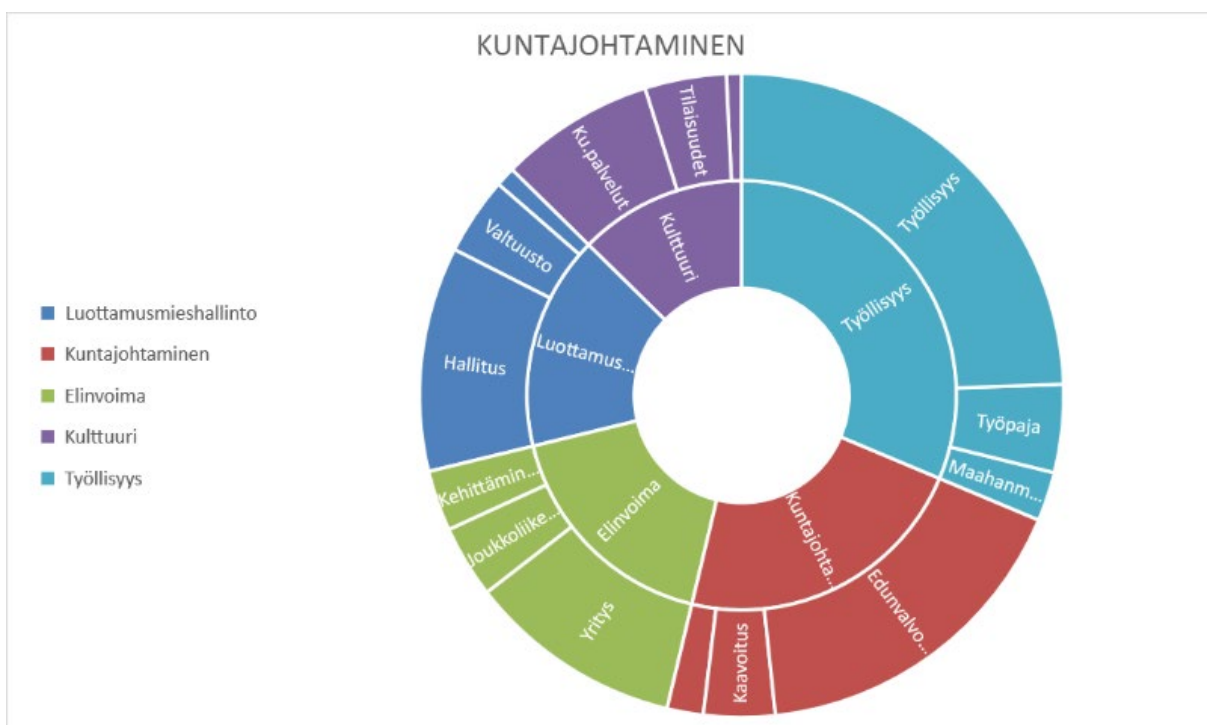 KUNTAJOHTAMINEN
Luottamusmieshallinto
Kuntajohtaminen
Elinvoima
Kulttuuri
Työllisyys
Työllisyys
Työpaja
Maahanm...
Edunvalvo...
Kaavoitus
Yritys
Joukkoliike...
Kehittämin...
Hallitus
Valtuusto
Ku.palvelut
Tilaisuudet
Työllisyys
Kuntajohta...
Elinvoima
Luottamus...
Kulttuuri